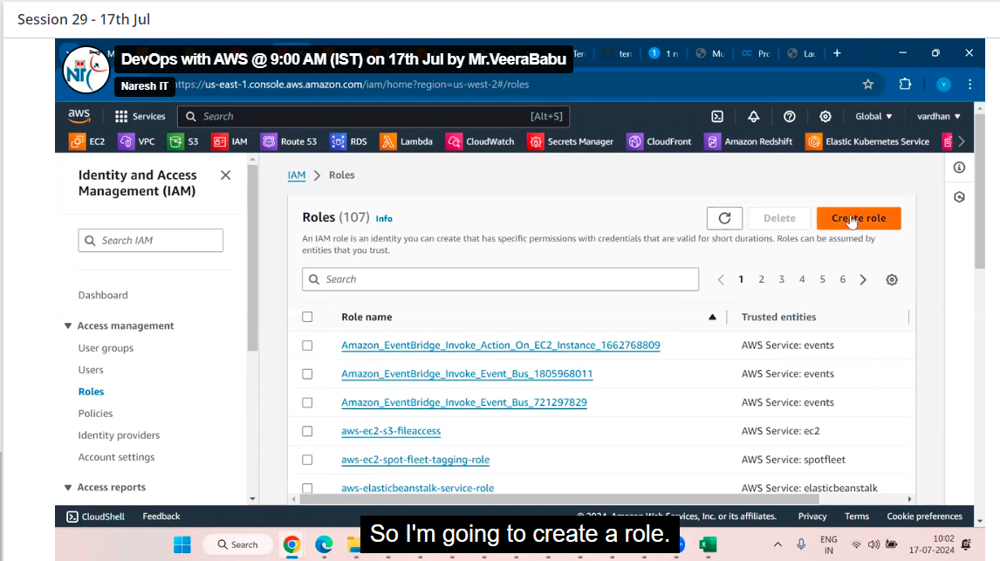 Session 29 - 17th Jul
DevOps with AWS @ 9:00 AM (IST) on 17th Jul by Mr.VeeraBabu
Naresh IT
ttps://us-east-1.console.aws.amazon.com/iam/home?region=us-west-2#/roles
aws
Services
Search
[Alt+S]
Global
vardhan
EC2 VPC S3 IAM Route 53 RDS Lambda CloudWatch Secrets Manager CloudFront Amazon Redshift Elastic Kubernetes Service
Identity and Access
Management (IAM)
Search IAM
Dashboard
Access management
User groups
Users
Roles
Policies
Identity providers
Account settings
Access reports
IAM > Roles
Roles (107) Info
Delete
Create role
An IAM role is an identity you can create that has specific permissions with credentials that are valid for short durations. Roles can be assumed by
entities that you trust.
Search
1 2 3 4 5 6
Role name Trusted entities
Amazon_EventBridge_Invoke_Action_On_EC2_Instance_1662768809 AWS Service: events
Amazon_EventBridge_Invoke_Event_Bus_1805968011 AWS Service: events
Amazon_EventBridge_Invoke_Event_Bus_721297829 AWS Service: events
aws-ec2-s3-fileaccess AWS Service: ec2
aws-ec2-spot-fleet-tagging-role AWS Service: spotfleet
aws-elasticbeanstalk-service-role AWS Service: elasticbeanstalk
CloudShell Feedback © 2024, Amazon Web Services, Inc. or its affiliates. Privacy Terms Cookie preferences
So I'm going to create a role.
Search
ENG
IN
10:02
17-07-2024